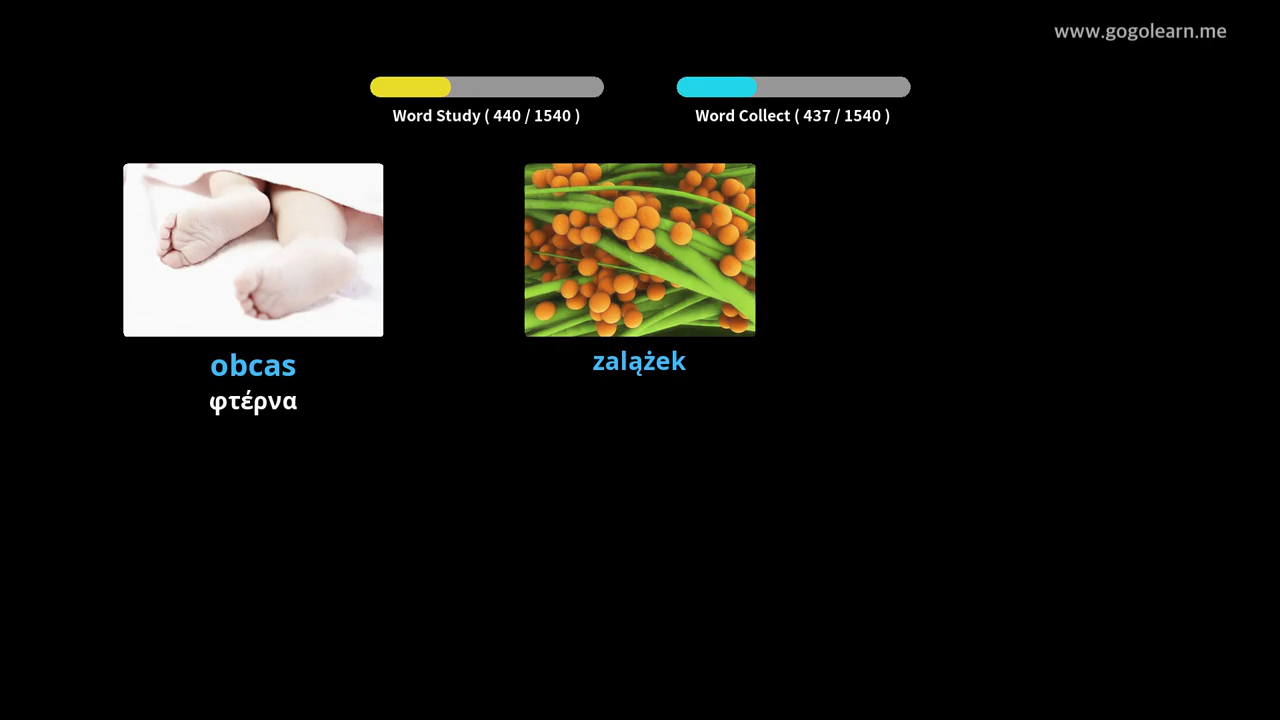 www.gogolearn.me
Word Study ( 440 / 1540 )
Word Collect ( 437 / 1540 )
obcas
φτέρνα
zalążek